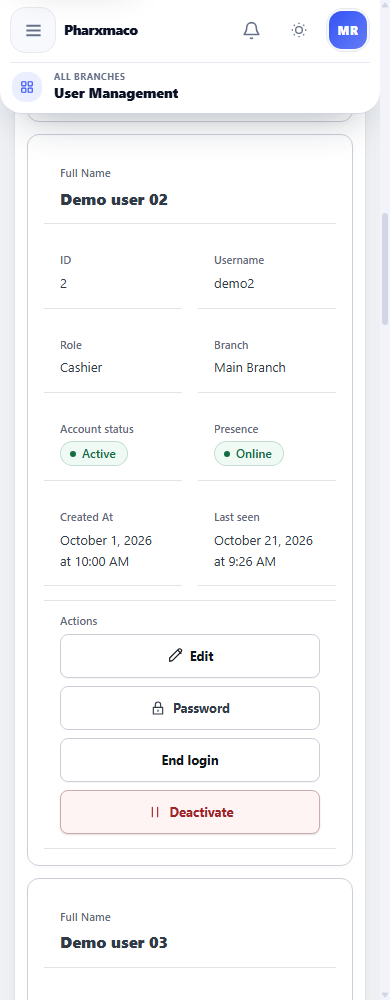 Pharxmaco
MR
ALL BRANCHES
User Management
Full Name
Demo user 02
ID
Username
2
demo2
Role
Branch
Cashier
Main Branch
Account status
Presence
Active
Online
Created At
Last seen
October 1, 2026
at 10:00 AM
October 21, 2026
at 9:26 AM
Actions
Edit
Password
End login
Deactivate
Full Name
Demo user 03